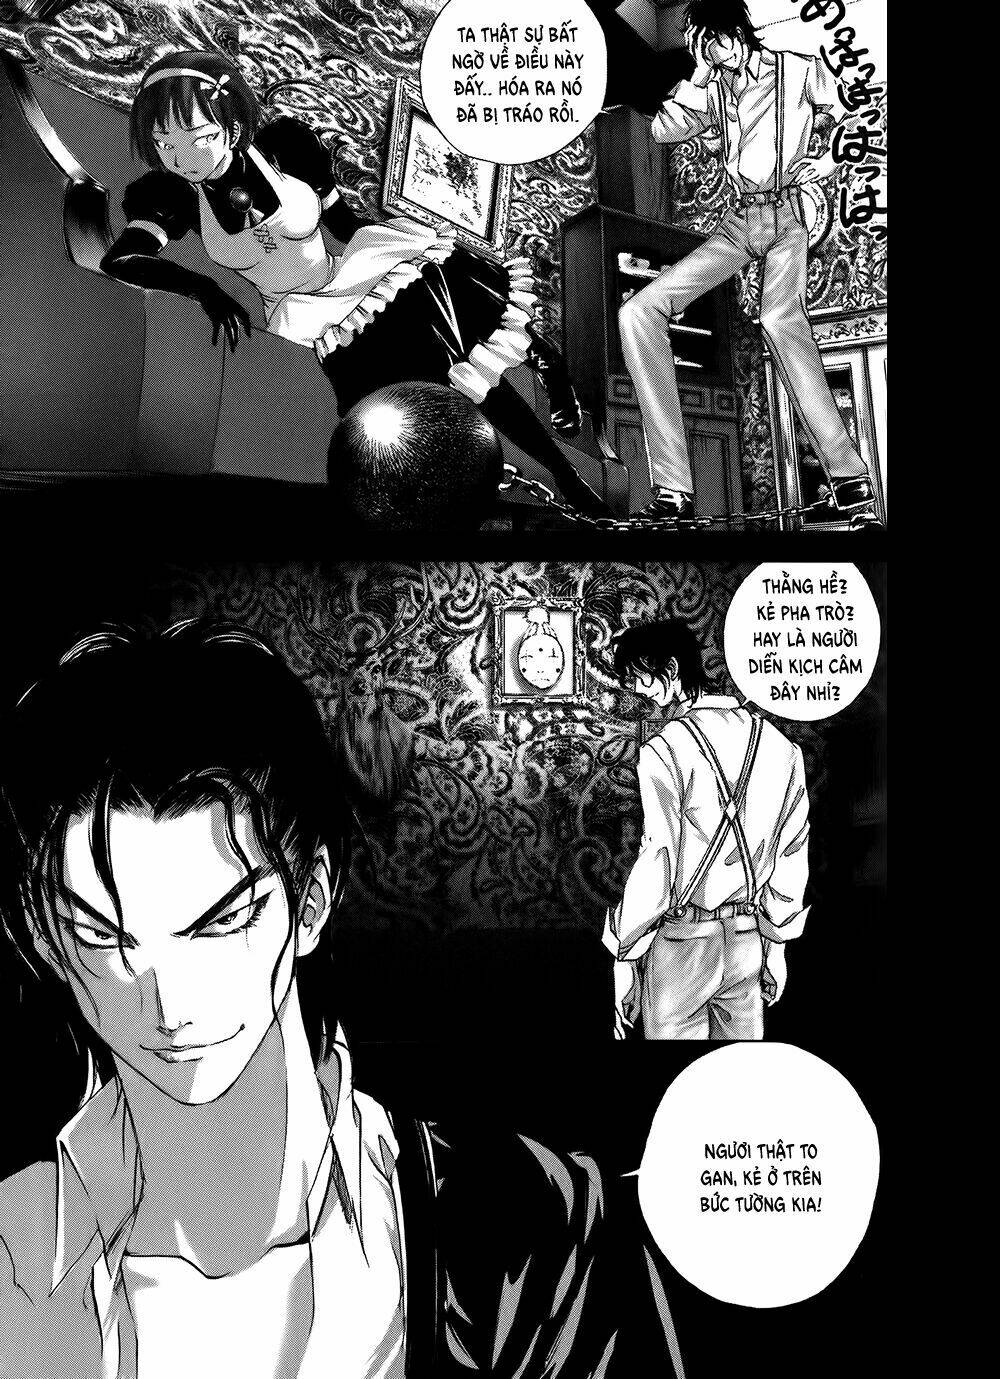 TA THẬT SỰ BẤT
NGỜ VỀ ĐIỀU NÀY
ĐẤY.. HÓA RA NÓ
ĐÃ BỊ TRÁO RỒI.
あはっはっはっはっ
THẰNG HỀ?
KẺ PHA TRÒ?
HAY LÀ NGƯỜI
DIỄN KỊCH CÂM
ĐÂY NHỈ?
NGƯƠI THẬT TO
GAN, KẺ Ở TRÊN
BỨC TƯỜNG KIA!